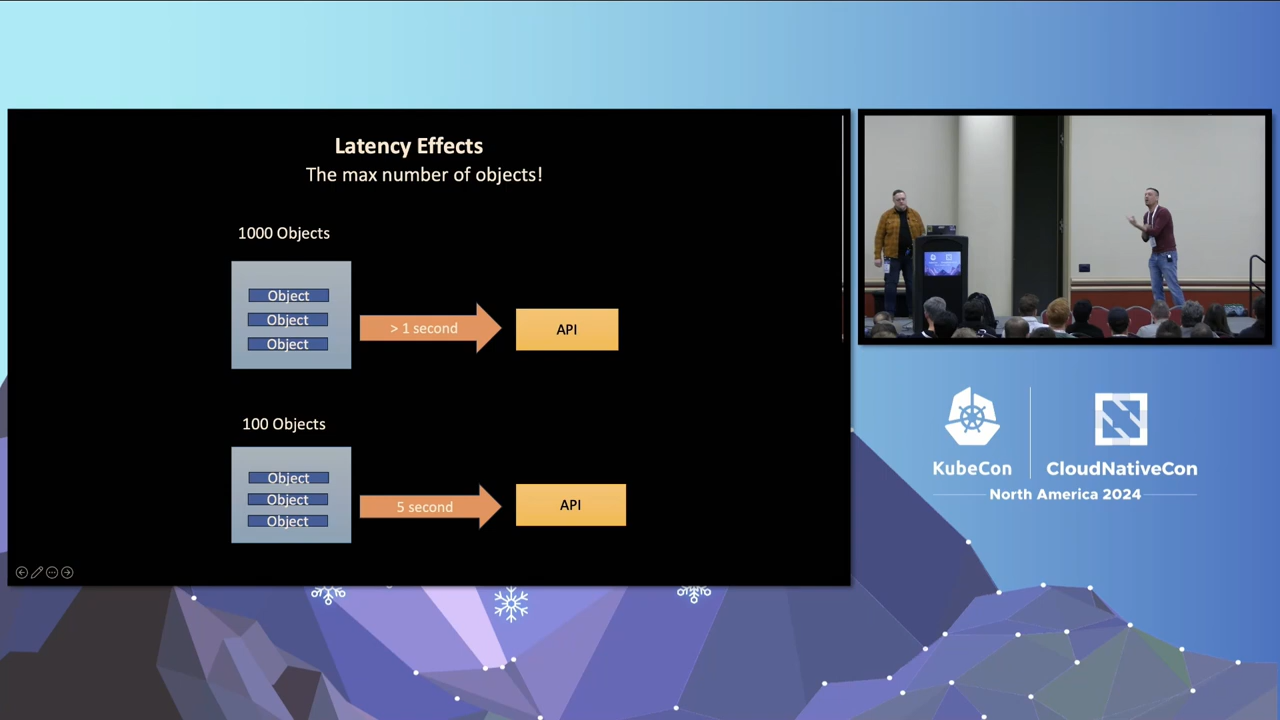 Latency Effects
The max number of objects!
1000 Objects
Object
Object
Object
> 1 second
API
100 Objects
Object
Object
Object
5 second
API
KubeCon
CloudNativeCon
North America 2024